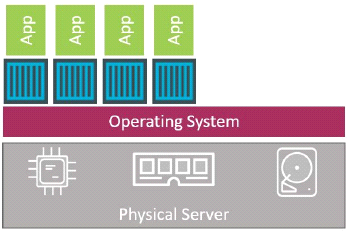 App App App App
Operating System
Physical Server